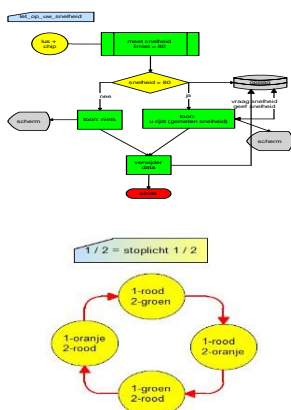 let_op_uw_snelheid
lus +
chip
meet snelheid
limiet = 80
snelheid > 80
nee
ja
vraag snelheid
geef snelheid
toon: niets
toon:
u rijdt (gemeten snelheid)
scherm
scherm
verwijder
data
einde
1 / 2 = stoplicht 1 / 2
1-rood
2-groen
1-oranje
2-rood
1-rood
2-oranje
1-groen
2-rood